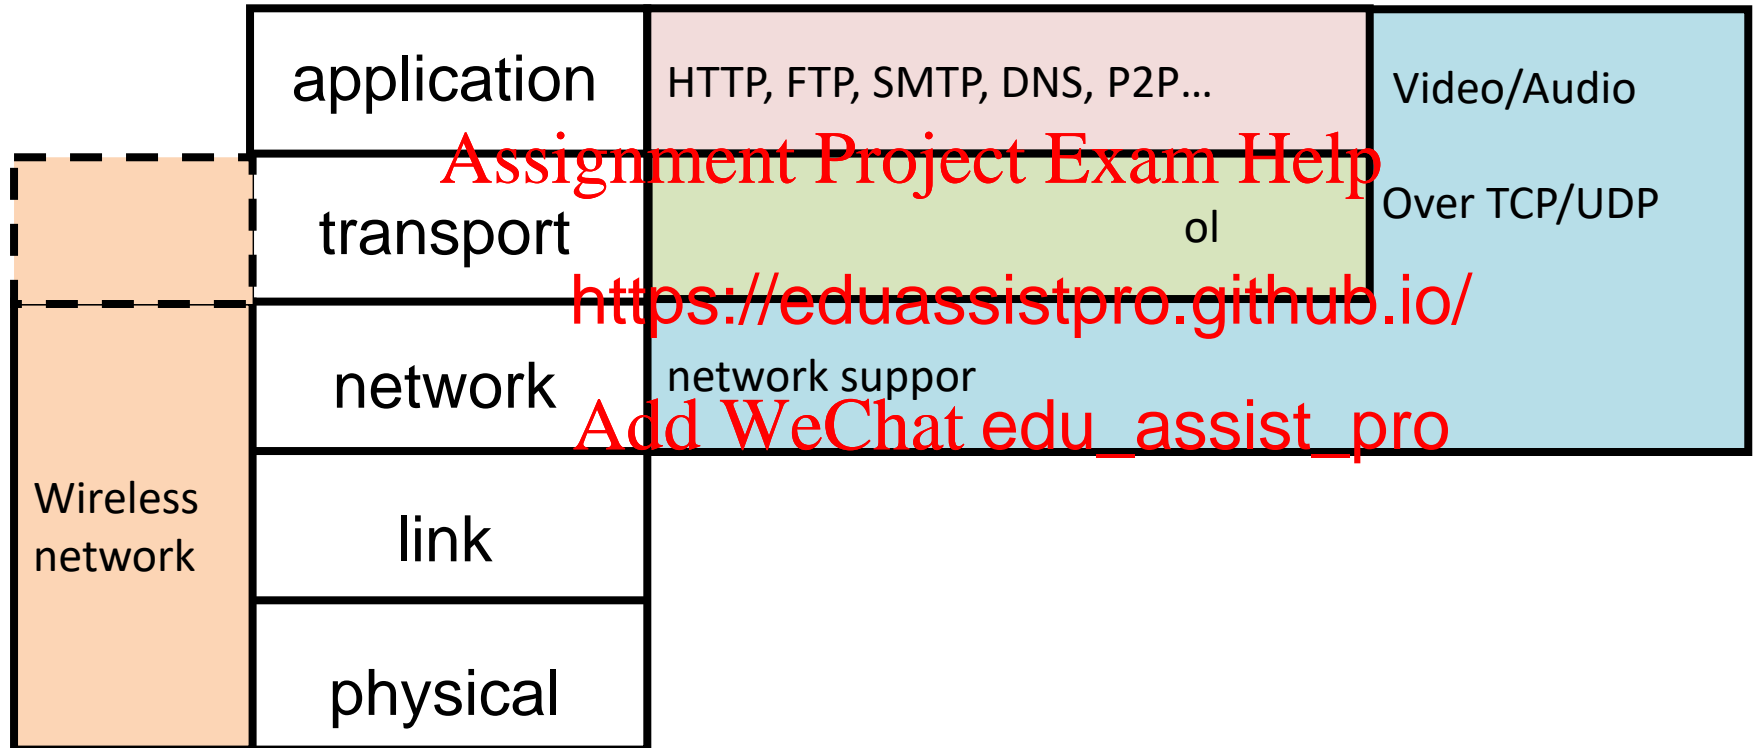 application
HTTP, FTP, SMTP, DNS, P2P...
Video/Audio
Assignment Project Exam Help
transport
ol
Over TCP/UDP
https://eduassistpro.github.io/
network
network suppor
Add WeChat edu_assist_pro
Wireless
network
link
physical